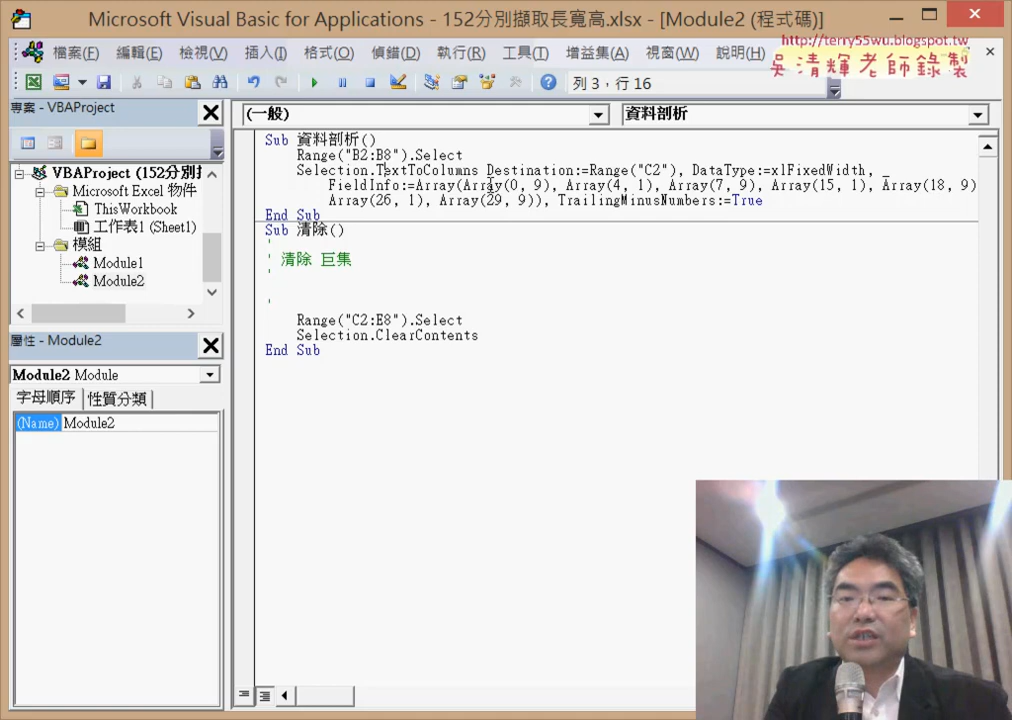 Microsoft Visual Basic for Applications - 152分別擷取長寬高.xlsx - [Module2 (程式碼)]
檔案(F) 編輯(E) 檢視(V) 插入(I) 格式(O) 偵錯(D) 執行(R) 工具(T) 增益集(A) 視窗(W) 說明(H)
http://terry55wu.blogspot.tw
吳清輝老師錄製
列 3，行 16
專案 - VBAProject
(一般) 資料剖析
VBAProject (152分別
Microsoft Excel 物件
ThisWorkbook
工作表1 (Sheet1)
模組
Module1
Module2
屬性 - Module2
Module2 Module
字母順序 性質分類
(Name) Module2
Sub 資料剖析()
Range("B2:B8").Select
Selection.TextToColumns Destination:=Range("C2"), DataType:=xlFixedWidth, _
FieldInfo:=Array(Array(0, 9), Array(4, 1), Array(7, 9), Array(15, 1), Array(18, 9)
Array(26, 1), Array(29, 9)), TrailingMinusNumbers:=True
End Sub
Sub 清除()
'
' 清除 巨集
'
'
Range("C2:E8").Select
Selection.ClearContents
End Sub